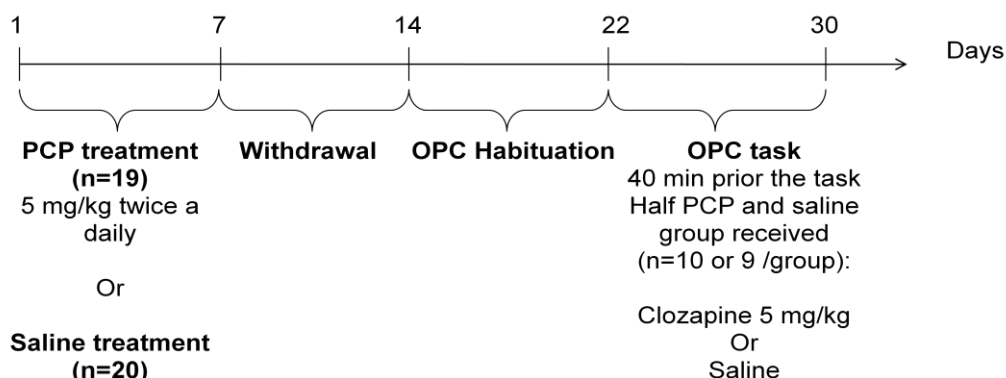 1 7 14 22 30
Days
PCP treatment
(n=19)
5 mg/kg twice a
daily
Or
Saline treatment
(n=20)
Withdrawal
OPC Habituation
OPC task
40 min prior the task
Half PCP and saline
group received
(n=10 or 9 /group):
Clozapine 5 mg/kg
Or
Saline